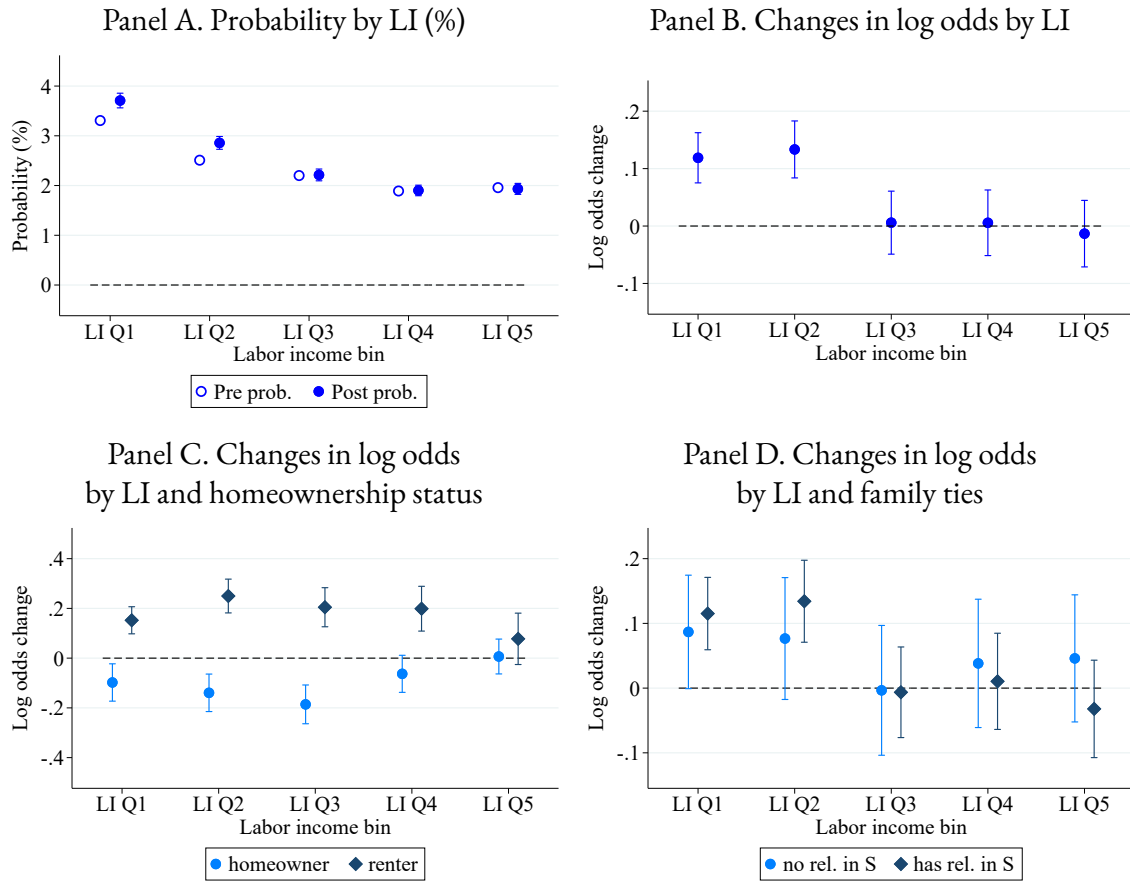 Panel A. Probability by LI (%)
Probability (%)
4
3
2
1
0
LI Q1 LI Q2 LI Q3 LI Q4 LI Q5
Labor income bin
Pre prob. Post prob.
Panel B. Changes in log odds by LI
Log odds change
.2
.1
0
-.1
LI Q1 LI Q2 LI Q3 LI Q4 LI Q5
Labor income bin
Panel C. Changes in log odds
by LI and homeownership status
Log odds change
.4
.2
0
-.2
-.4
LI Q1 LI Q2 LI Q3 LI Q4 LI Q5
Labor income bin
homeowner renter
Panel D. Changes in log odds
by LI and family ties
Log odds change
.2
.1
0
-.1
LI Q1 LI Q2 LI Q3 LI Q4 LI Q5
Labor income bin
no rel. in S has rel. in S